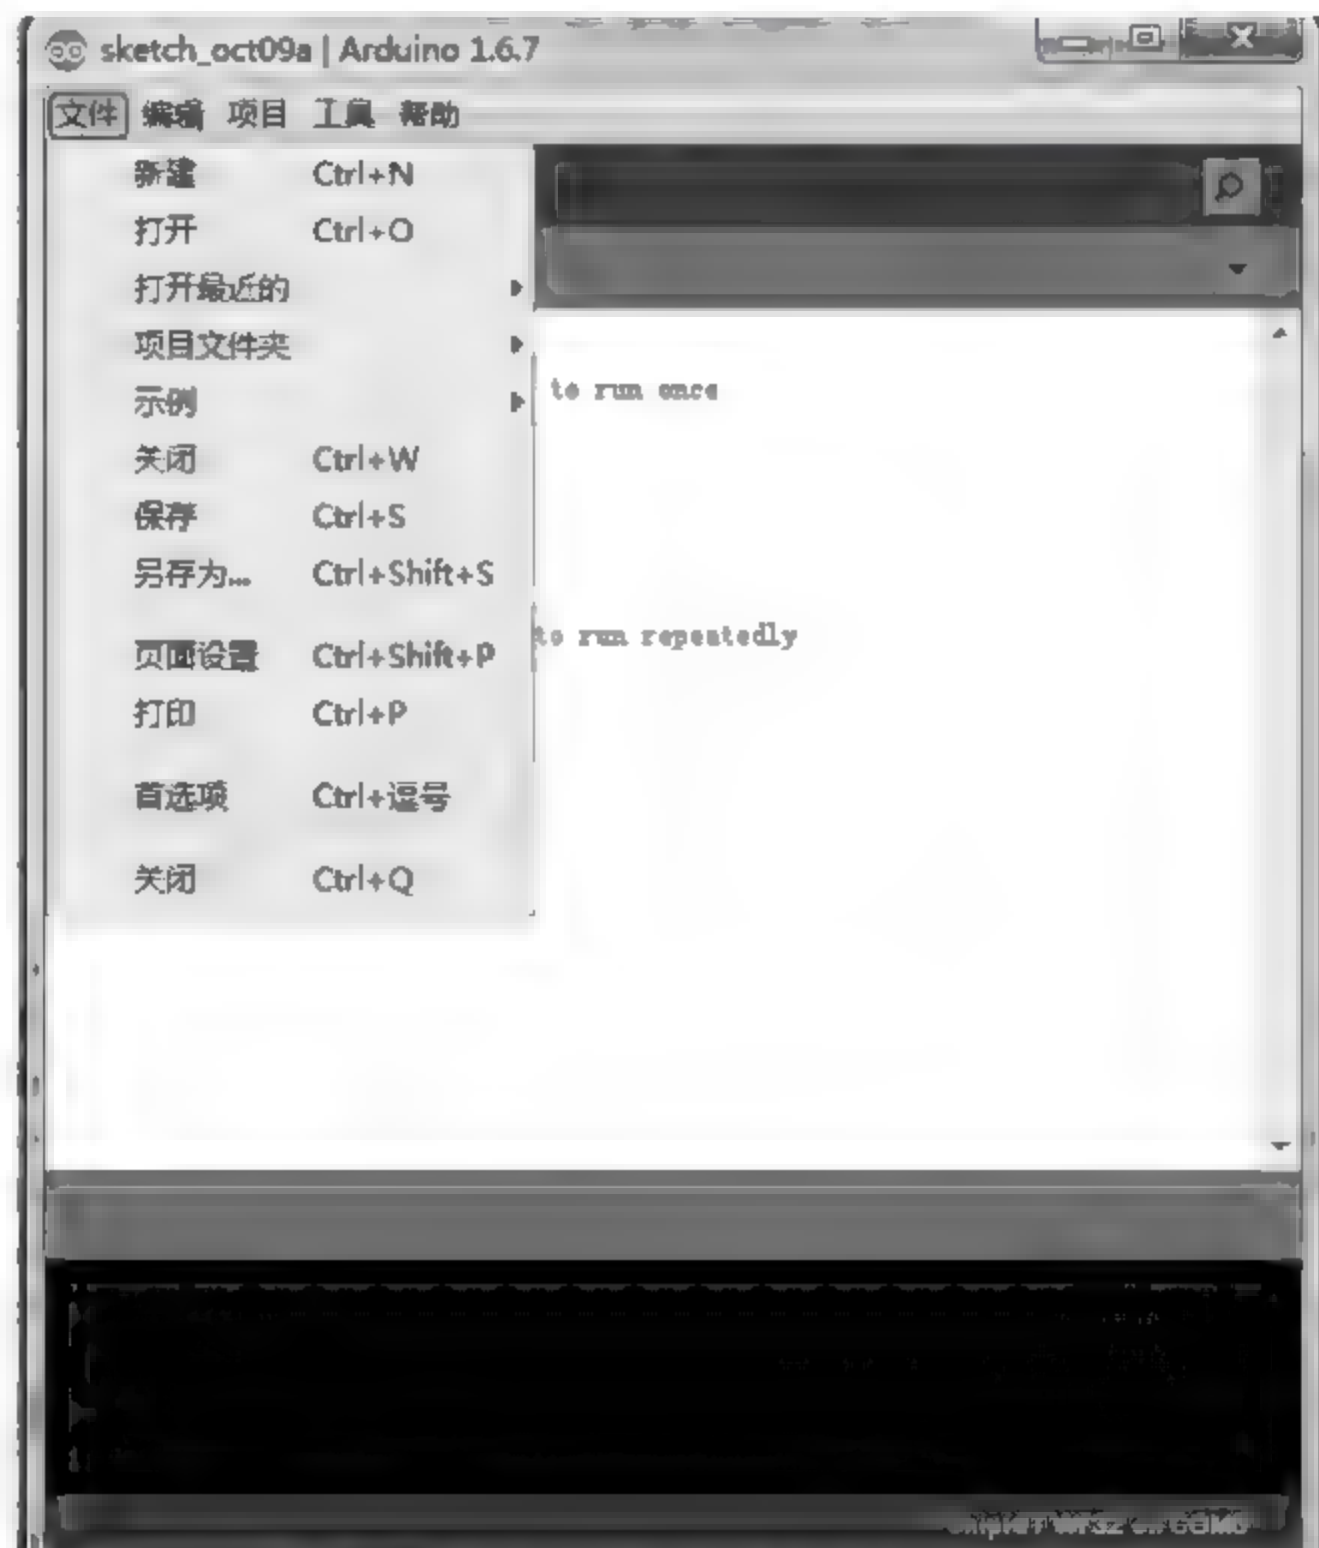 sketch_oct09a | Arduino 1.6.7
文件 编辑 项目 工具 帮助
新建 Ctrl+N
打开 Ctrl+O
打开最近的
项目文件夹
示例
to run once
关闭 Ctrl+W
保存 Ctrl+S
另存为... Ctrl+Shift+S
to run repeatedly
页面设置 Ctrl+Shift+P
打印 Ctrl+P
首选项 Ctrl+逗号
关闭 Ctrl+Q